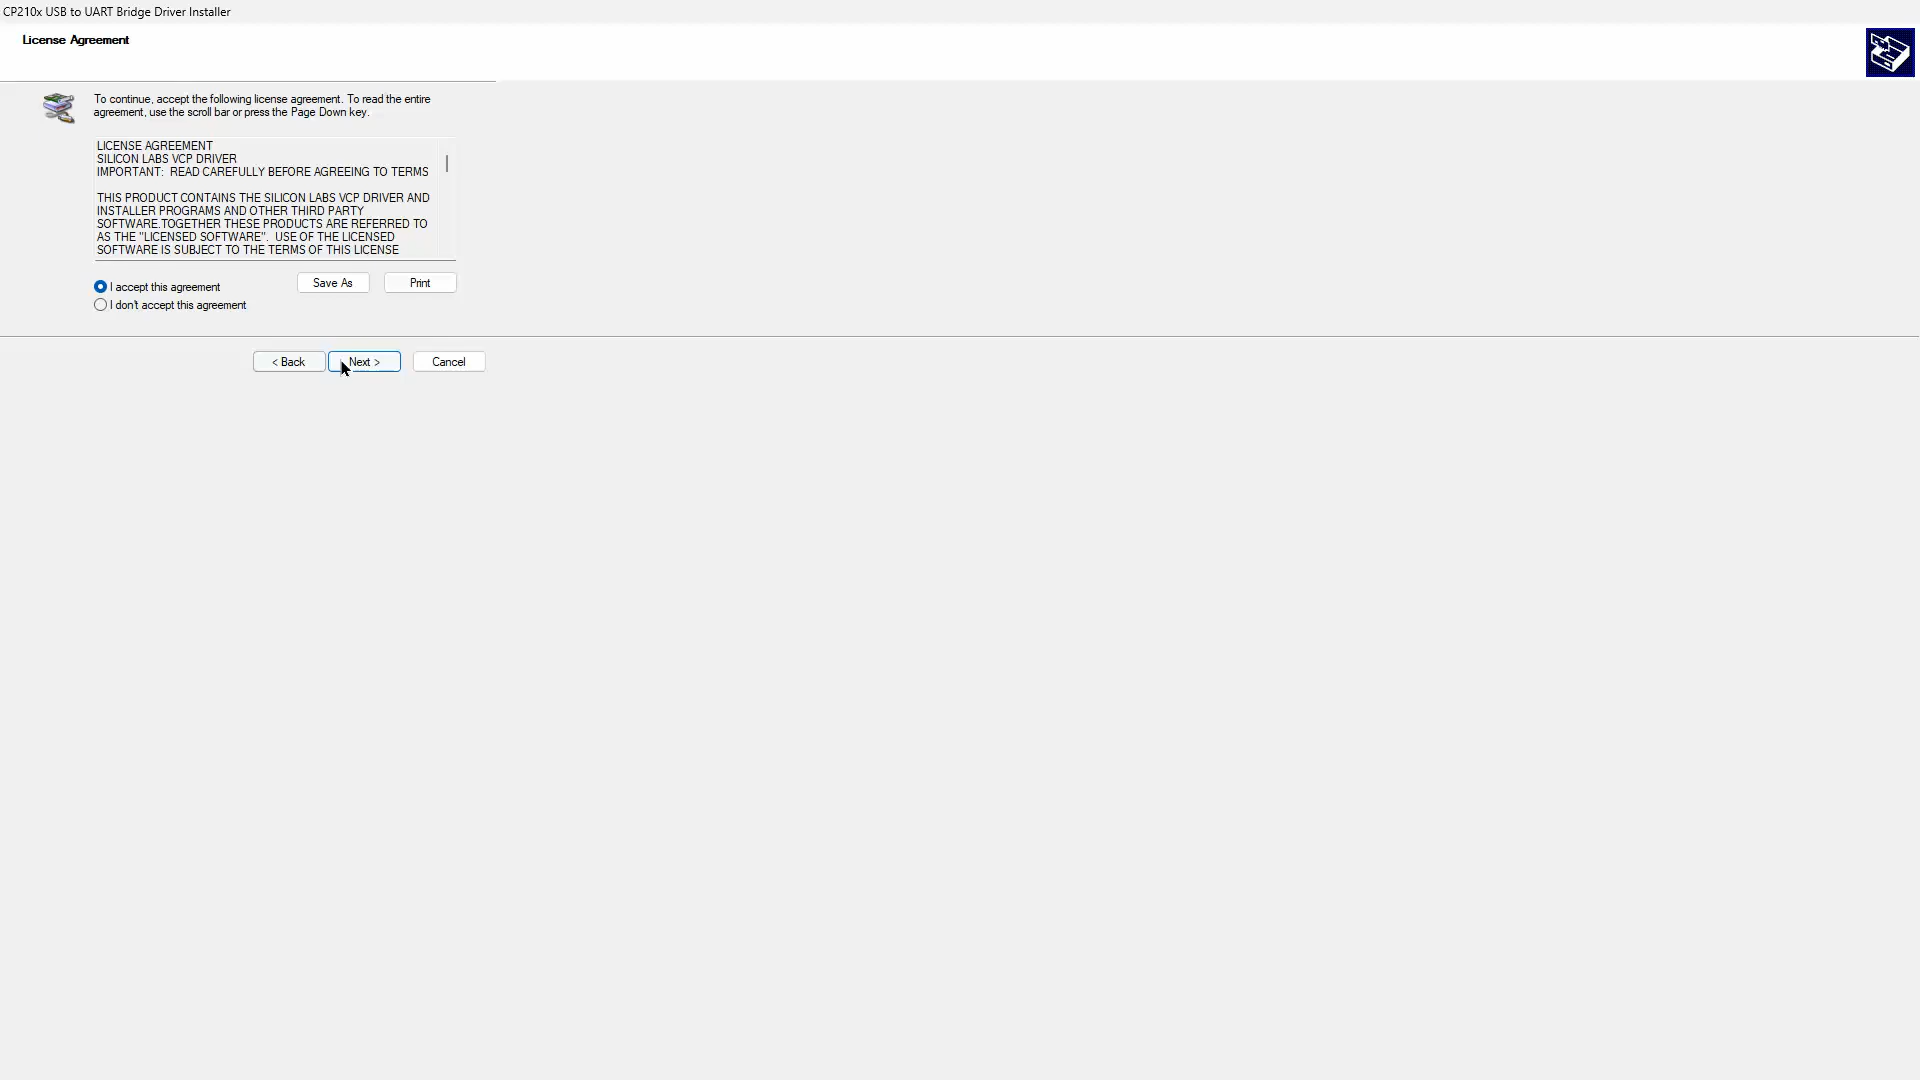 CP210x USB to UART Bridge Driver Installer
License Agreement
To continue, accept the following license agreement. To read the entire
agreement, use the scroll bar or press the Page Down key.
LICENSE AGREEMENT
SILICON LABS VCP DRIVER
IMPORTANT:  READ CAREFULLY BEFORE AGREEING TO TERMS
THIS PRODUCT CONTAINS THE SILICON LABS VCP DRIVER AND
INSTALLER PROGRAMS AND OTHER THIRD PARTY
SOFTWARE.TOGETHER THESE PRODUCTS ARE REFERRED TO
AS THE "LICENSED SOFTWARE".  USE OF THE LICENSED
SOFTWARE IS SUBJECT TO THE TERMS OF THIS LICENSE
I accept this agreement
Save As
Print
I don't accept this agreement
< Back
Next >
Cancel